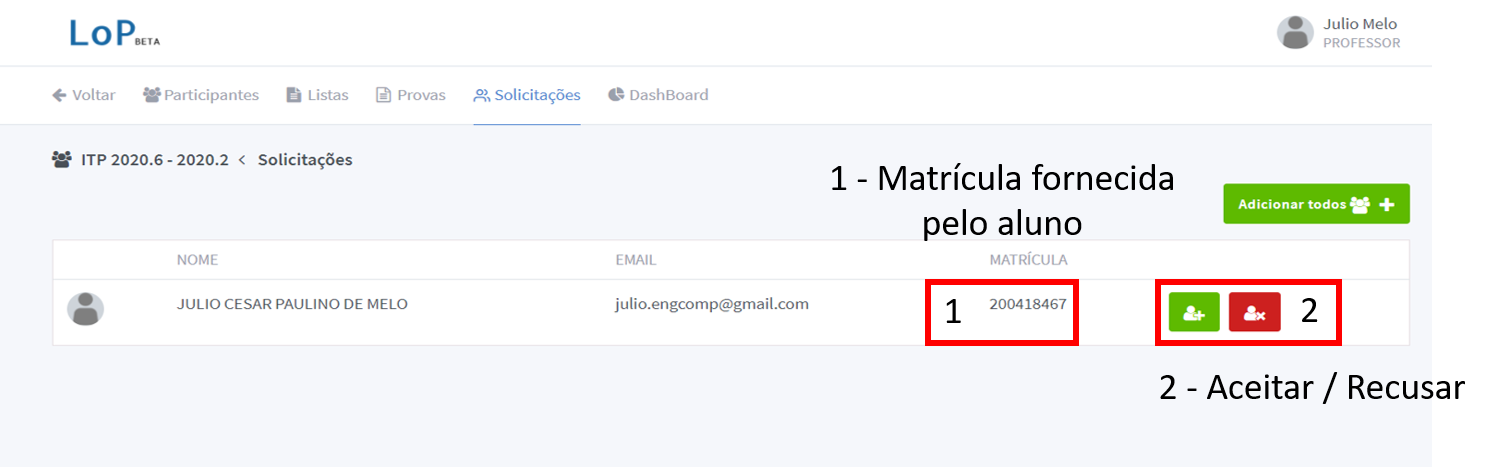 LoP BETA
Julio Melo
PROFESSOR
Voltar Participantes Listas Provas Solicitações DashBoard
ITP 2020.6 - 2020.2 < Solicitações
1 - Matrícula fornecida
pelo aluno
Adicionar todos
NOME EMAIL MATRÍCULA
JULIO CESAR PAULINO DE MELO julio.engcomp@gmail.com 1 200418467 2
2 - Aceitar / Recusar